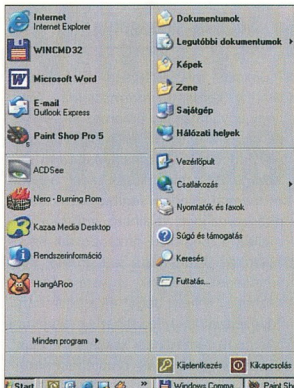 Internet
Internet Explorer
WINCMD32
Microsoft Word
E-mail
Outlook Express
Paint Shop Pro 5
ACDSee
Nero - Burning Rom
Kazaa Media Desktop
Rendszerinformáció
HangARoo
Minden program
Dokumentumok
Legutóbbi dokumentumok
Képek
Zene
Sajátgép
Hálózati helyek
Vezérlőpult
Csatlakozás
Nyomtatók és faxok
Súgó és támogatás
Keresés
Futtatás...
Kijelentkezés
Kikapcsolás
Start
Windows Comma
Paint Sh